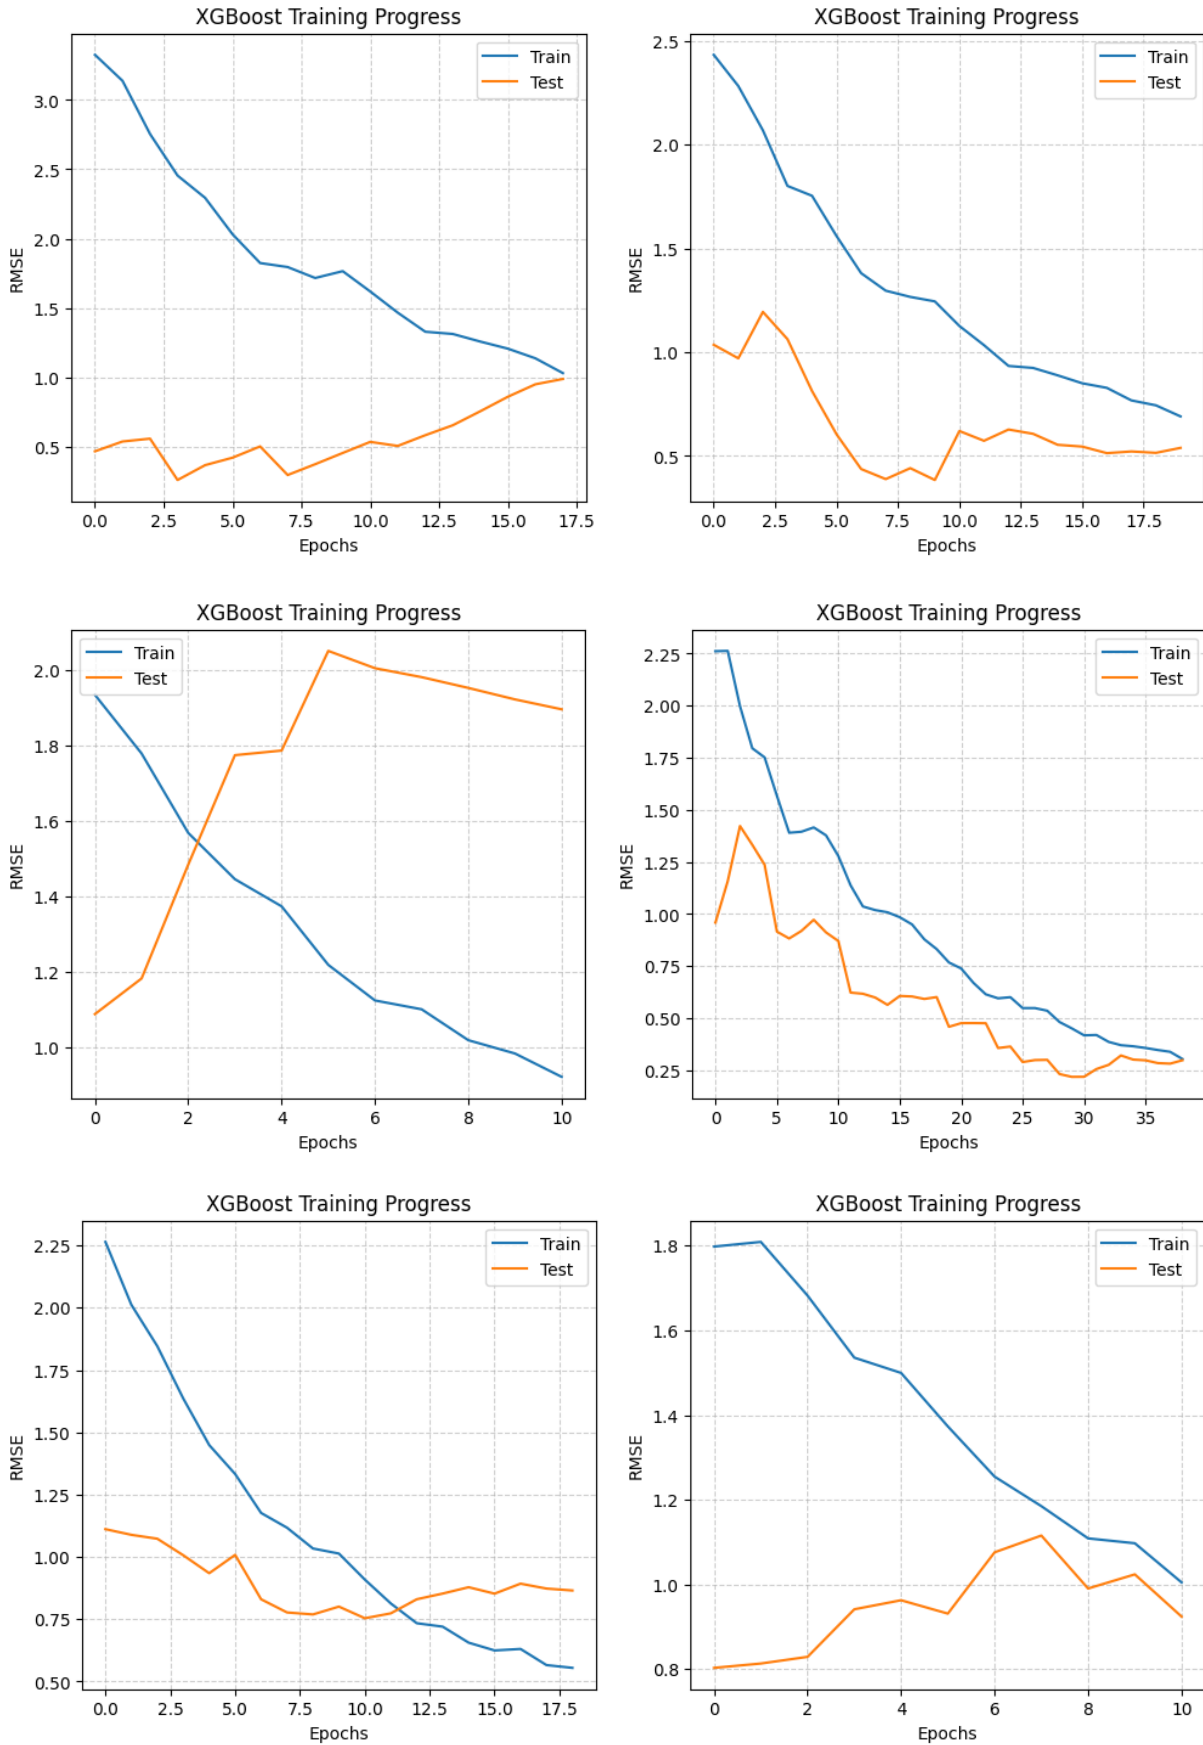 XGBoost Training Progress
Train
Test
RMSE
3.0
2.5
2.0
1.5
1.0
0.5
0.0 2.5 5.0 7.5 10.0 12.5 15.0 17.5
Epochs
XGBoost Training Progress
Train
Test
RMSE
2.5
2.0
1.5
1.0
0.5
0.0 2.5 5.0 7.5 10.0 12.5 15.0 17.5
Epochs
XGBoost Training Progress
Train
Test
RMSE
2.0
1.8
1.6
1.4
1.2
1.0
0 2 4 6 8 10
Epochs
XGBoost Training Progress
Train
Test
RMSE
2.25
2.00
1.75
1.50
1.25
1.00
0.75
0.50
0.25
0 5 10 15 20 25 30 35
Epochs
XGBoost Training Progress
Train
Test
RMSE
2.25
2.00
1.75
1.50
1.25
1.00
0.75
0.50
0.0 2.5 5.0 7.5 10.0 12.5 15.0 17.5
Epochs
XGBoost Training Progress
Train
Test
RMSE
1.8
1.6
1.4
1.2
1.0
0.8
0 2 4 6 8 10
Epochs